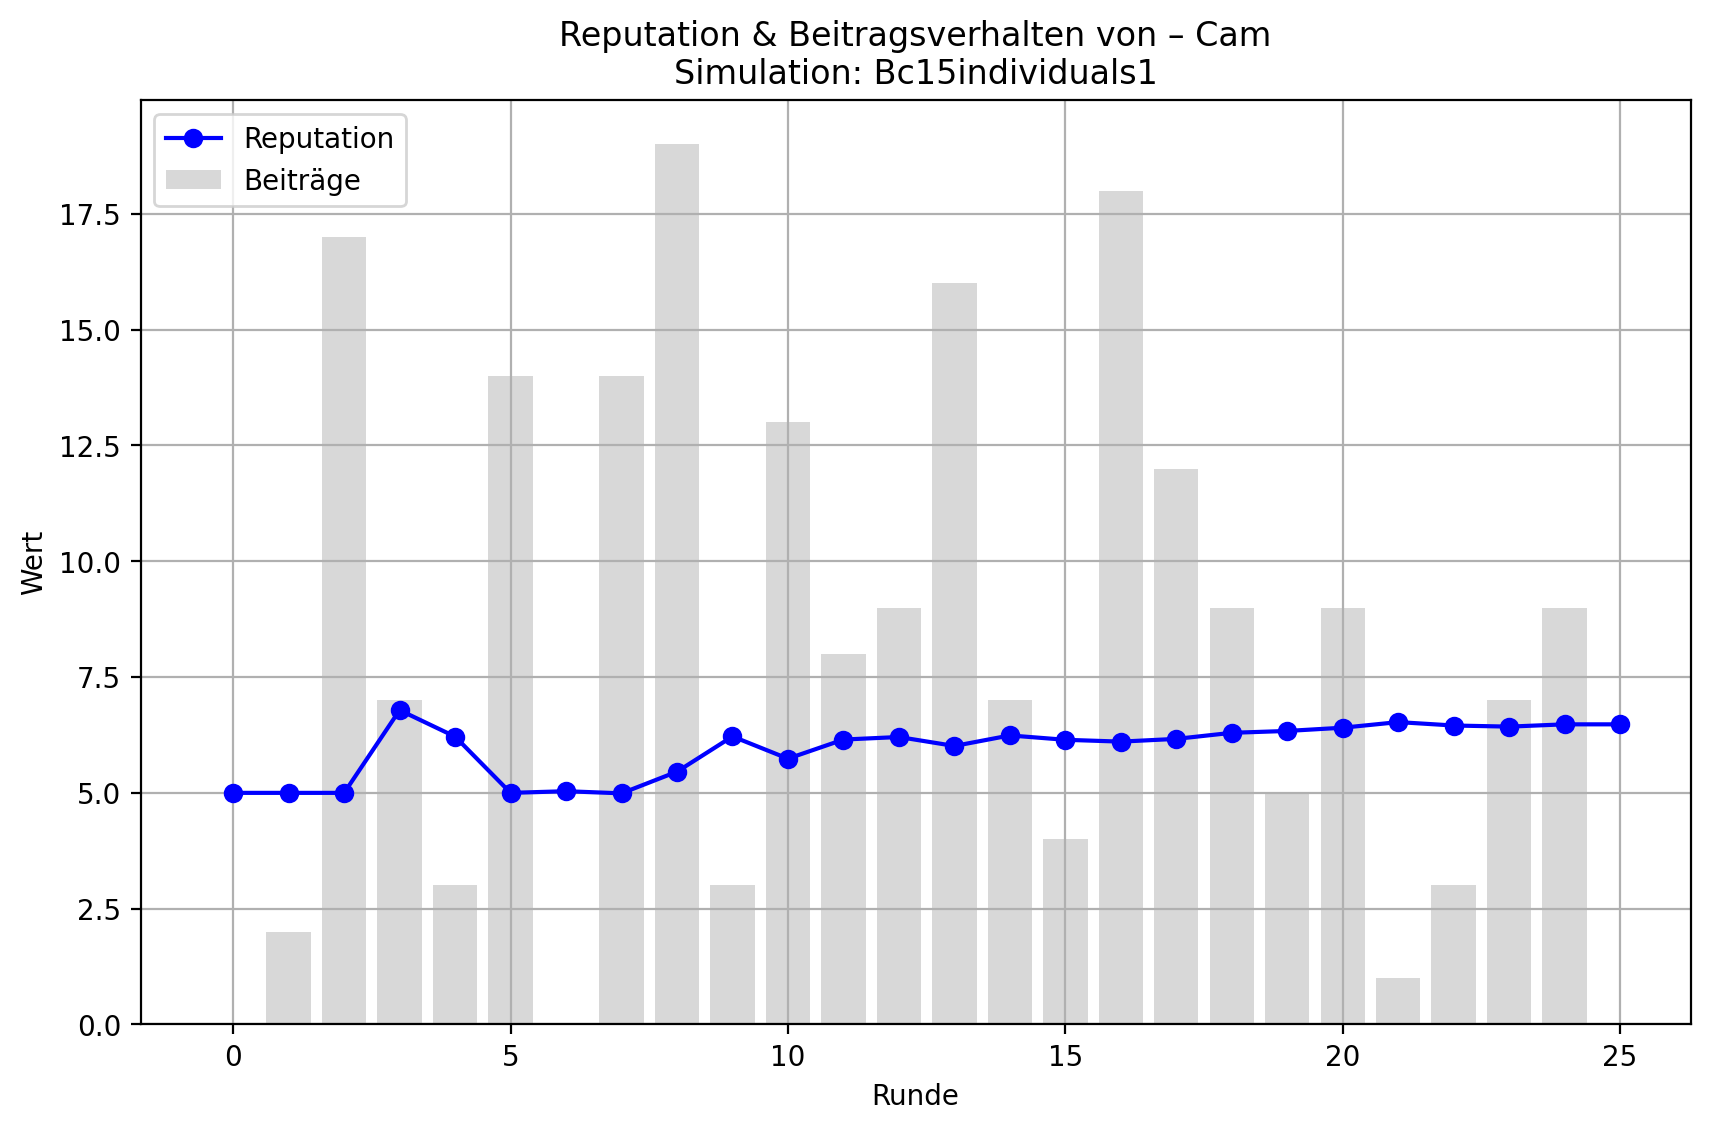 Reputation & Beitragsverhalten von – Cam
Simulation: Bc15individuals1
Reputation
Beiträge
17.5
15.0
12.5
10.0
7.5
5.0
2.5
0.0
Wert
0 5 10 15 20 25
Runde